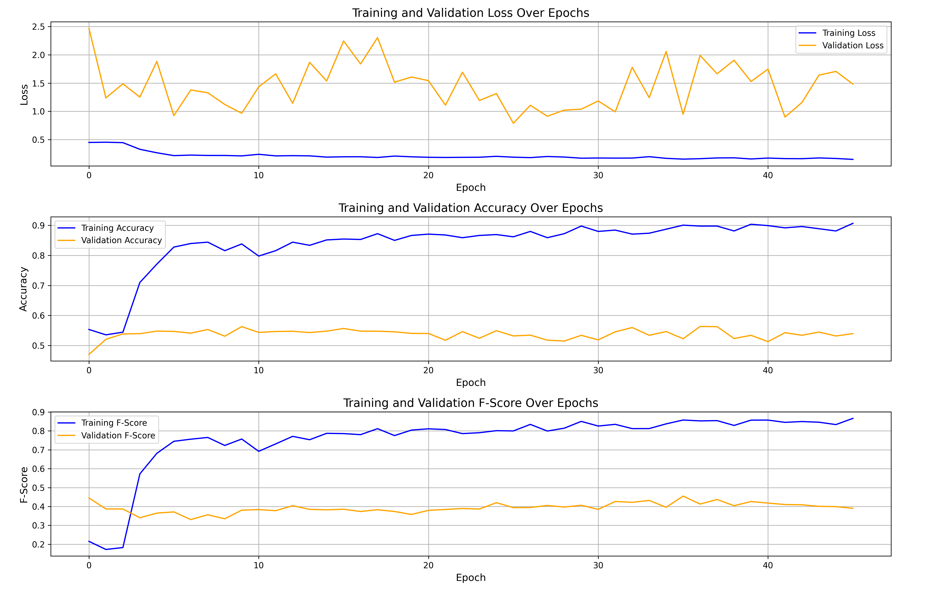 Training and Validation Loss Over Epochs
2.5
2.0
1.5
1.0
0.5
Loss
Training Loss
Validation Loss
0 10 20 30 40
Epoch
Training and Validation Accuracy Over Epochs
0.9
0.8
0.7
0.6
0.5
Accuracy
Training Accuracy
Validation Accuracy
0 10 20 30 40
Epoch
Training and Validation F-Score Over Epochs
0.9
0.8
0.7
0.6
0.5
0.4
0.3
0.2
F-Score
Training F-Score
Validation F-Score
0 10 20 30 40
Epoch